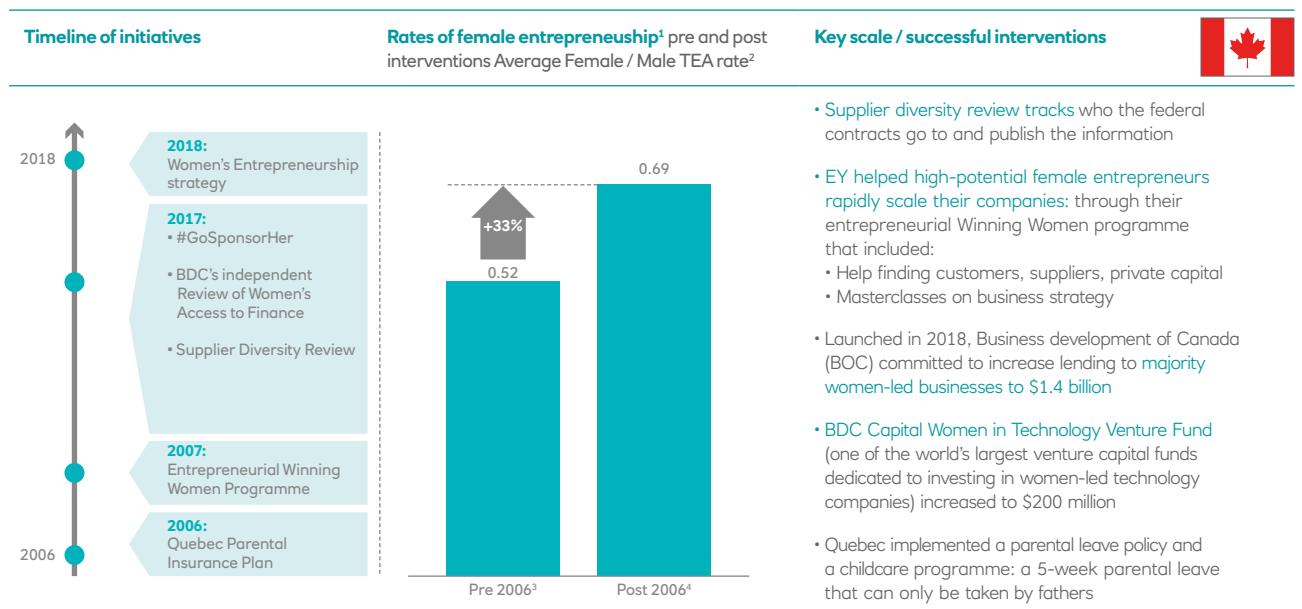 Timeline of initiatives
Rates of female entrepreneuship¹ pre and post
interventions Average Female / Male TEA rate²
Key scale / successful interventions
2018
2018:
Women's Entrepreneurship
strategy
2017:
• #GoSponsorHer
• BDC's independent
Review of Women's
Access to Finance
• Supplier Diversity Review
2007:
Entrepreneurial Winning
Women Programme
2006:
Quebec Parental
Insurance Plan
2006
0.69
+33%
0.52
Pre 2006³
Post 2006⁴
• Supplier diversity review tracks who the federal
contracts go to and publish the information
• EY helped high-potential female entrepreneurs
rapidly scale their companies: through their
entrepreneurial Winning Women programme
that included:
• Help finding customers, suppliers, private capital
• Masterclasses on business strategy
• Launched in 2018, Business development of Canada
(BOC) committed to increase lending to majority
women-led businesses to $1.4 billion
• BDC Capital Women in Technology Venture Fund
(one of the world's largest venture capital funds
dedicated to investing in women-led technology
companies) increased to $200 million
• Quebec implemented a parental leave policy and
a childcare programme: a 5-week parental leave
that can only be taken by fathers